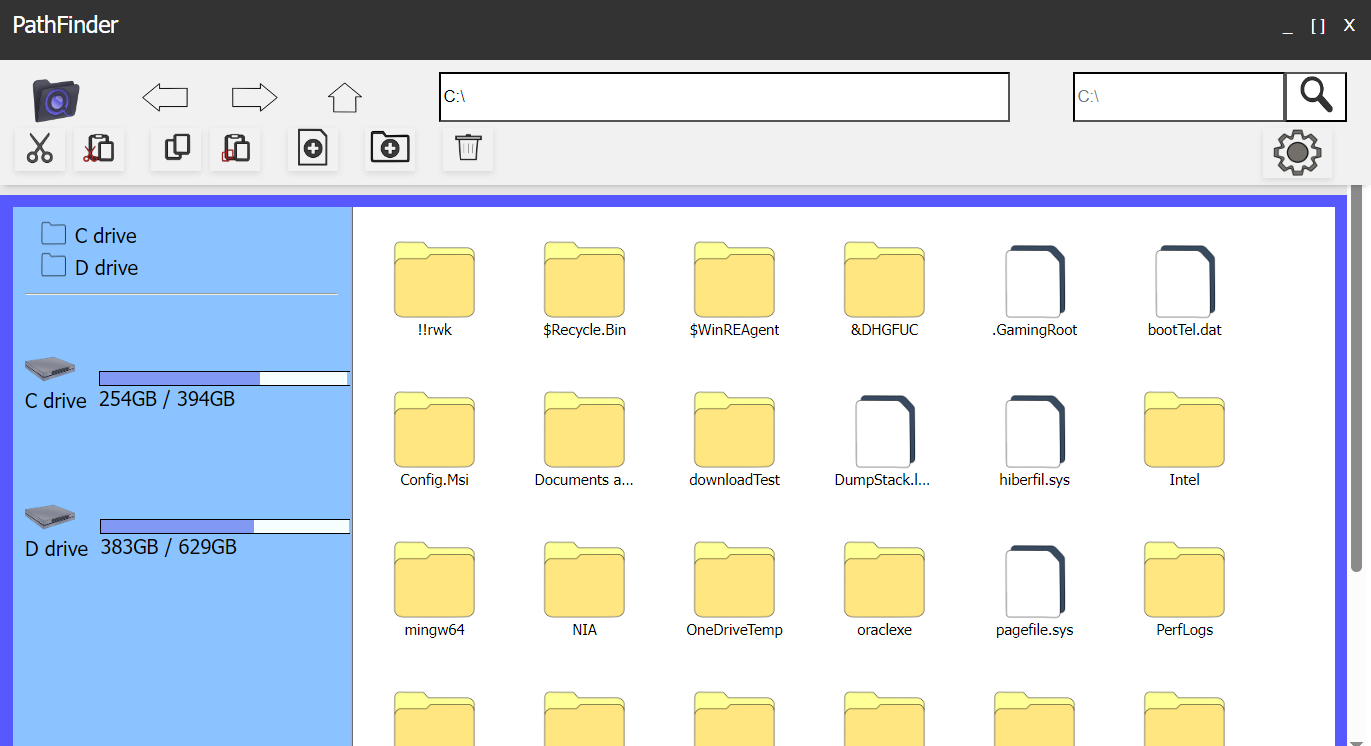 PathFinder
_ [ ] X
C:\
C:\
C drive
D drive
C drive 254GB / 394GB
D drive 383GB / 629GB
!!rwk $Recycle.Bin $WinREAgent &DHGFUC .GamingRoot bootTel.dat
Config.Msi Documents a... downloadTest DumpStack.l... hiberfil.sys Intel
mingw64 NIA OneDriveTemp oraclexe pagefile.sys PerfLogs